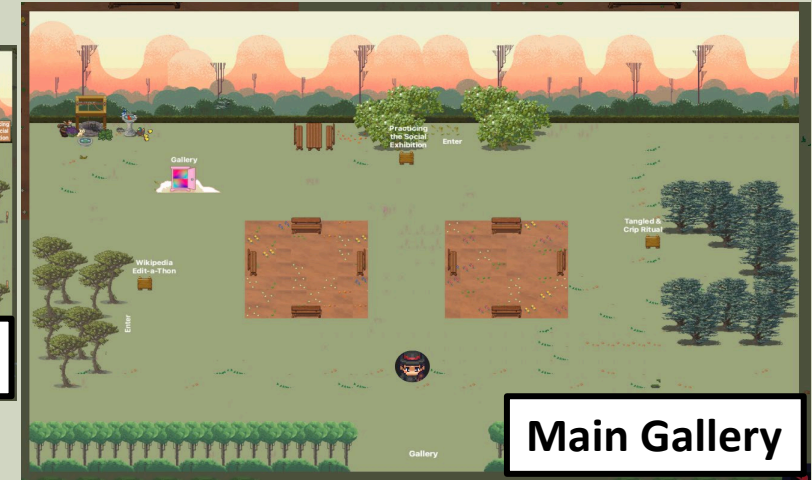 Practicing
the Social
Exhibition
Enter
Gallery
Tangled &
Crip Ritual
Wikipedia
Edit-a-Thon
Enter
Gallery
Main Gallery